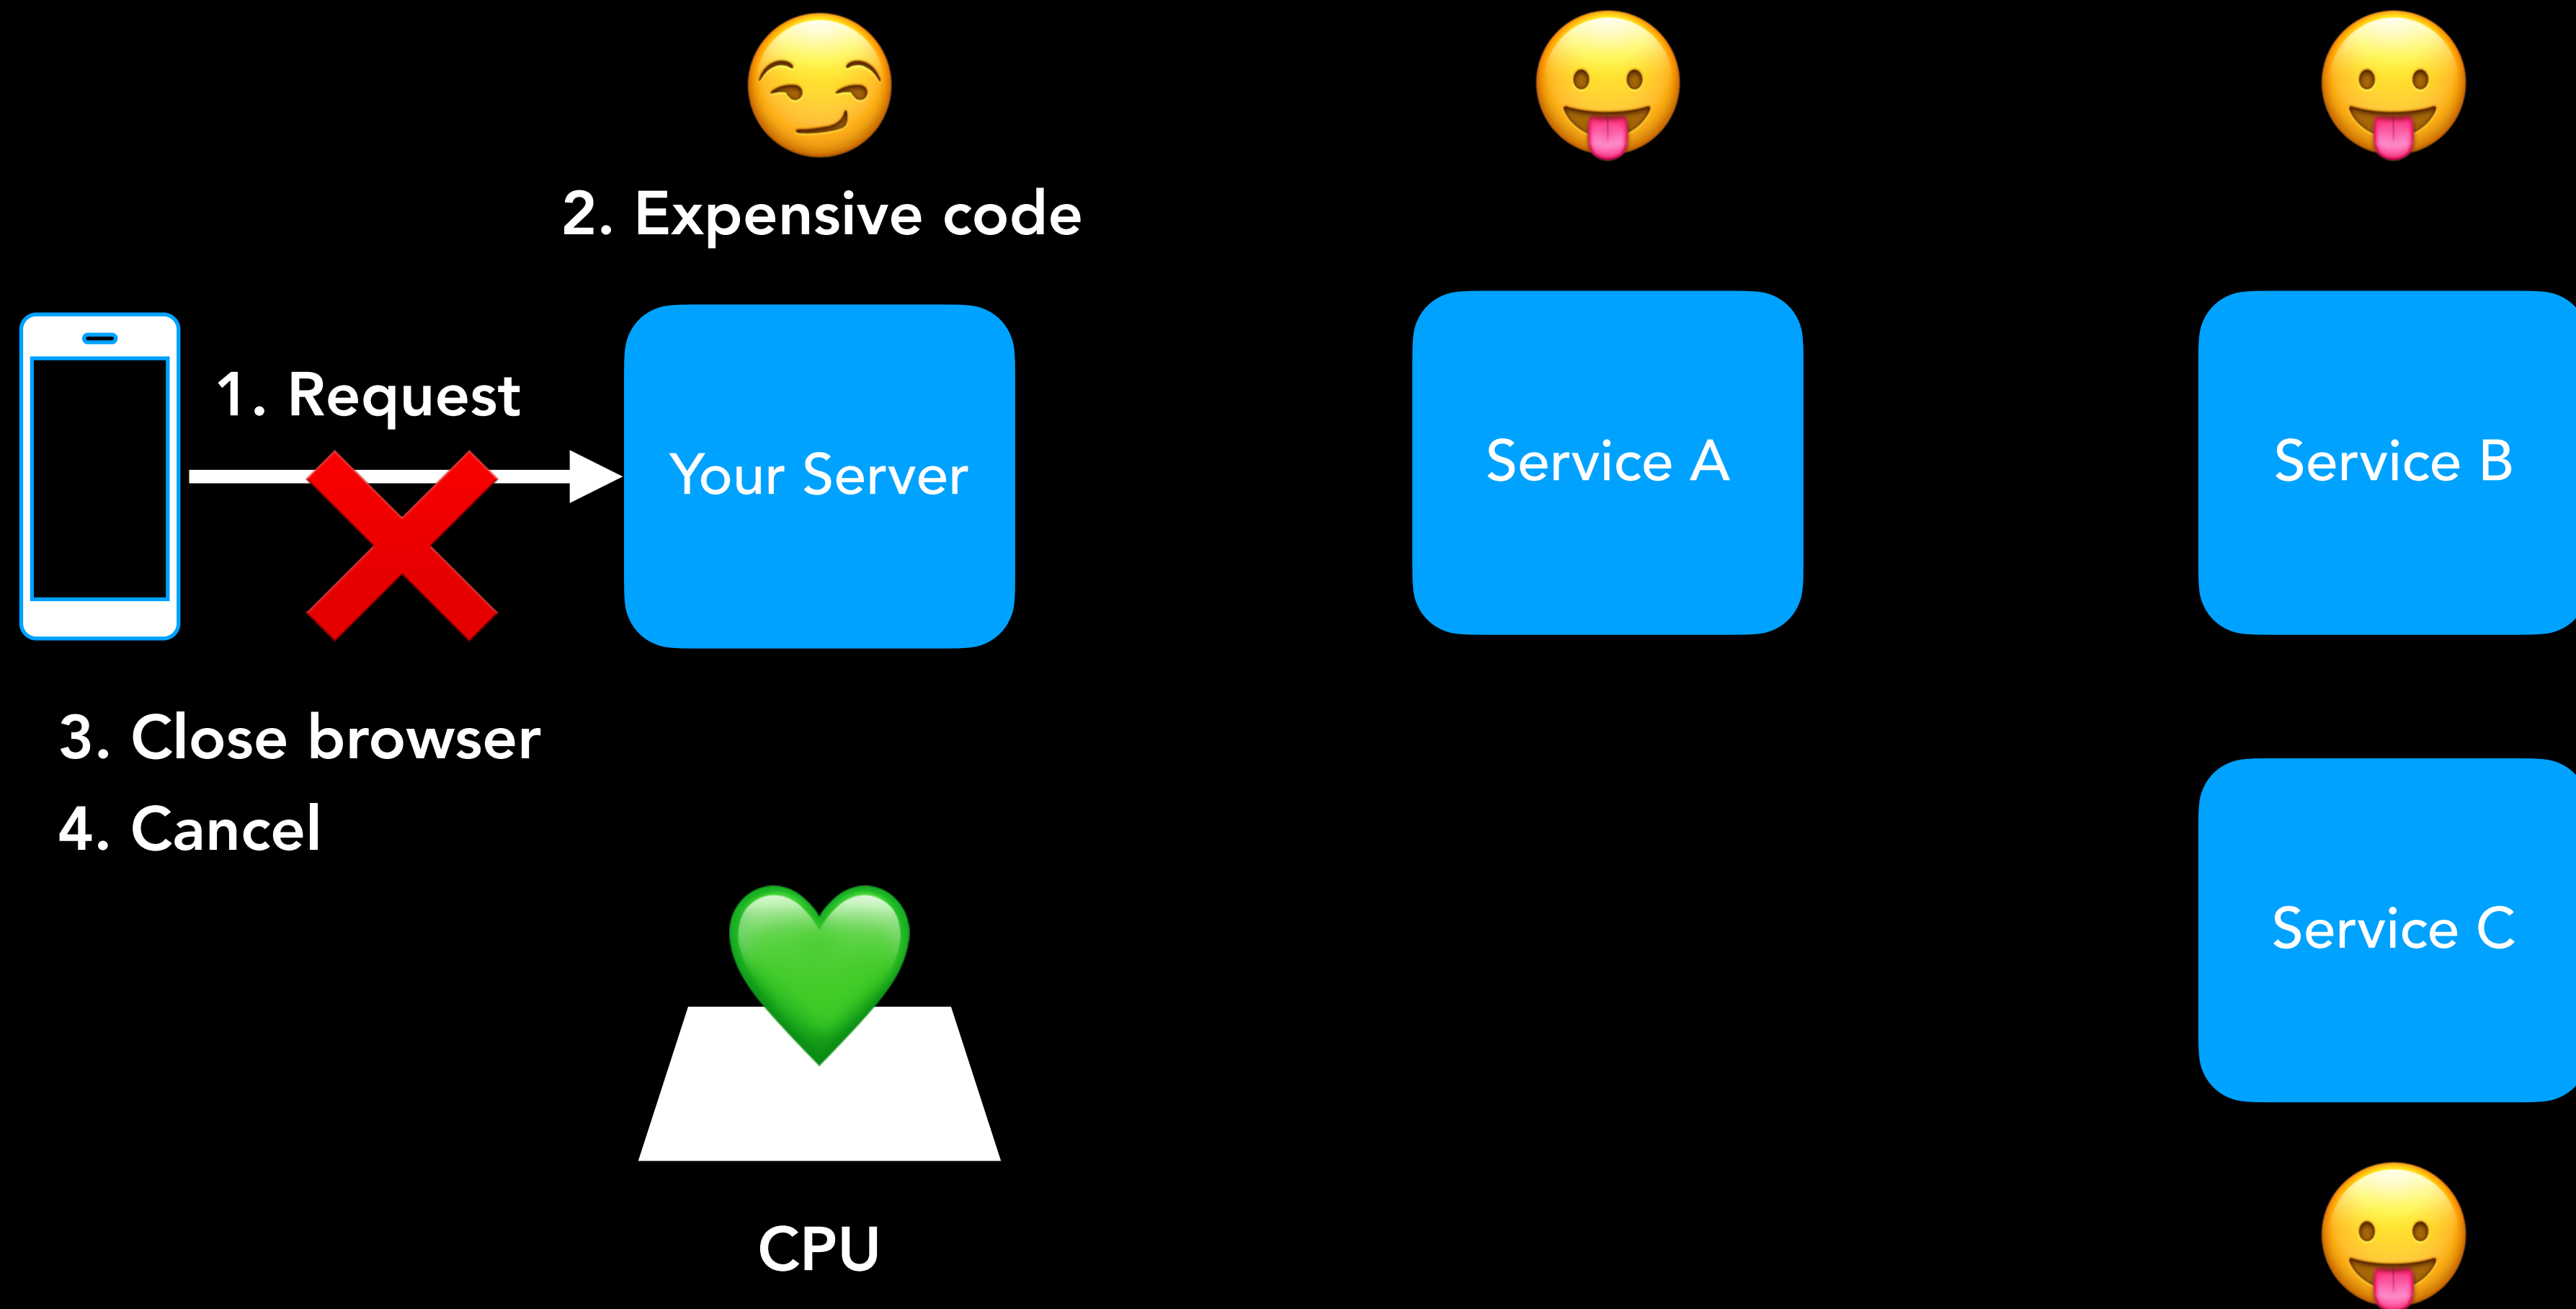 2. Expensive code
1. Request
Your Server
Service A
Service B
3. Close browser
4. Cancel
Service C
CPU